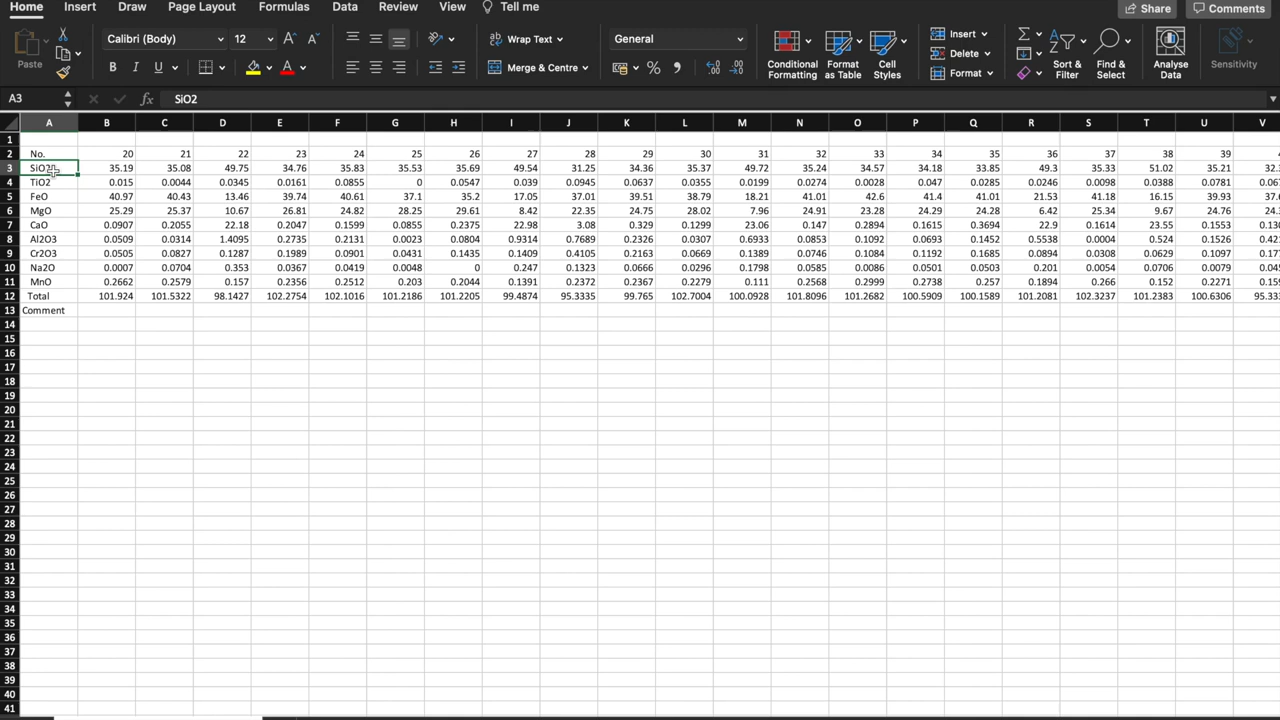 Home Insert Draw Page Layout Formulas Data Review View Tell me Share Comments
Paste Calibri (Body) 12 ab Wrap Text General Insert
B I U A Merge & Centre % Conditional Formatting Format as Table Cell Styles Delete Format Sort & Filter Find & Select Analyse Data Sensitivity
A3 fx SiO2
A B C D E F G H I J K L M N O P Q R S T U V
1
2 No. 20 21 22 23 24 25 26 27 28 29 30 31 32 33 34 35 36 37 38 39
3 SiO2 35.19 35.08 49.75 34.76 35.83 35.53 35.69 49.54 31.25 34.36 35.37 49.72 35.24 34.57 34.18 33.85 49.3 35.33 51.02 35.21 32.
4 TiO2 0.015 0.0044 0.0345 0.0161 0.0855 0 0.0547 0.039 0.0945 0.0637 0.0355 0.0199 0.0274 0.0028 0.047 0.0285 0.0246 0.0098 0.0388 0.0781 0.06
5 FeO 40.97 40.43 13.46 39.74 40.61 37.1 35.2 17.05 37.01 39.51 38.79 18.21 41.01 42.6 41.4 41.01 21.53 41.18 16.15 39.93 37.
6 MgO 25.29 25.37 10.67 26.81 24.82 28.25 29.61 8.42 22.35 24.75 28.02 7.96 24.91 23.28 24.29 24.28 6.42 25.34 9.67 24.76 24.
7 CaO 0.0907 0.2055 22.18 0.2047 0.1599 0.0855 0.2375 22.98 3.08 0.329 0.1299 23.06 0.147 0.2894 0.1615 0.3694 22.9 0.1614 23.55 0.1553 0.13
8 Al2O3 0.0509 0.0314 1.4095 0.2735 0.2131 0.0023 0.0804 0.9314 0.7689 0.2326 0.0307 0.6933 0.0853 0.1092 0.0693 0.1452 0.5538 0.0004 0.524 0.1526 0.42
9 Cr2O3 0.0505 0.0827 0.1287 0.1989 0.0901 0.0431 0.1435 0.1409 0.4105 0.2163 0.0669 0.1389 0.0746 0.1084 0.1192 0.1685 0.0894 0.0308 0.0629 0.1097 0.17
10 Na2O 0.0007 0.0704 0.353 0.0367 0.0419 0.0048 0 0.247 0.1323 0.0666 0.0296 0.1798 0.0585 0.0086 0.0501 0.0503 0.201 0.0054 0.0706 0.0079 0.04
11 MnO 0.2662 0.2579 0.157 0.2356 0.2512 0.203 0.2044 0.1391 0.2372 0.2367 0.2279 0.111 0.2568 0.2999 0.2738 0.257 0.1894 0.266 0.152 0.2271 0.15
12 Total 101.924 101.5322 98.1427 102.2754 102.1016 101.2186 101.2205 99.4874 95.3335 99.765 102.7004 100.0928 101.8096 101.2682 100.5909 100.1589 101.2081 102.3237 101.2383 100.6306 95.33
13 Comment
14
15
16
17
18
19
20
21
22
23
24
25
26
27
28
29
30
31
32
33
34
35
36
37
38
39
40
41